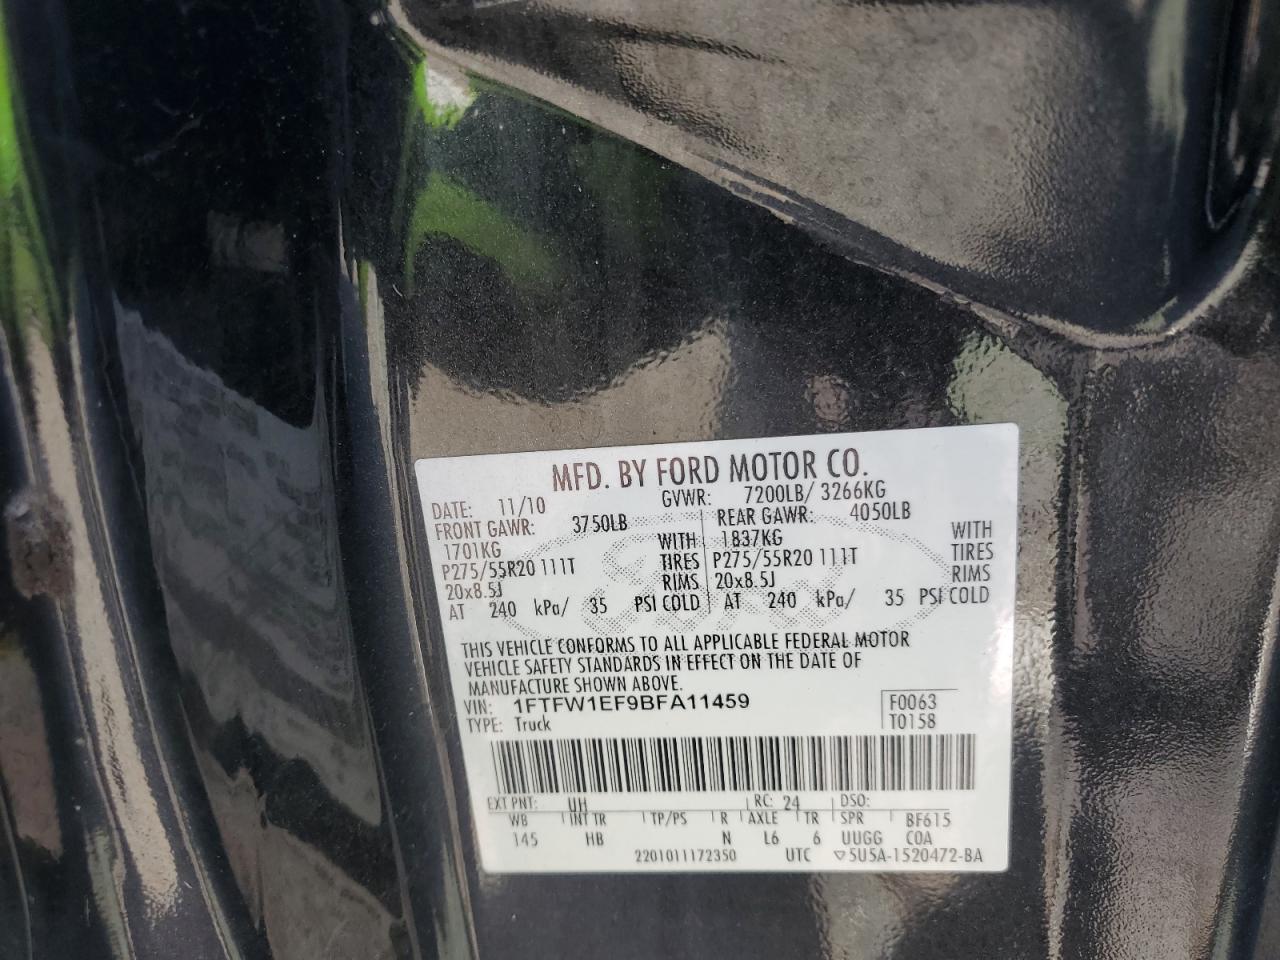 MFD. BY FORD MOTOR CO.
DATE: 11/10 GVWR: 7200LB/ 3266KG
FRONT GAWR: 3750LB REAR GAWR: 4050LB
1701KG WITH 1837KG WITH
P275/55R20 111T TIRES P275/55R20 111T TIRES
20x8.5J RIMS 20x8.5J RIMS
AT 240 kPa/ 35 PSI COLD AT 240 kPa/ 35 PSI COLD
THIS VEHICLE CONFORMS TO ALL APPLICABLE FEDERAL MOTOR
VEHICLE SAFETY STANDARDS IN EFFECT ON THE DATE OF
MANUFACTURE SHOWN ABOVE.
VIN: 1FTFW1EF9BFA11459 F0063
TYPE: Truck T0158
EXT PNT: UH RC: 24 DSO:
WB INT TR TP/PS R AXLE TR SPR BF615
145 HB N L6 6 UUGG COA
2201011172350 UTC ▽5U5A-1520472-BA